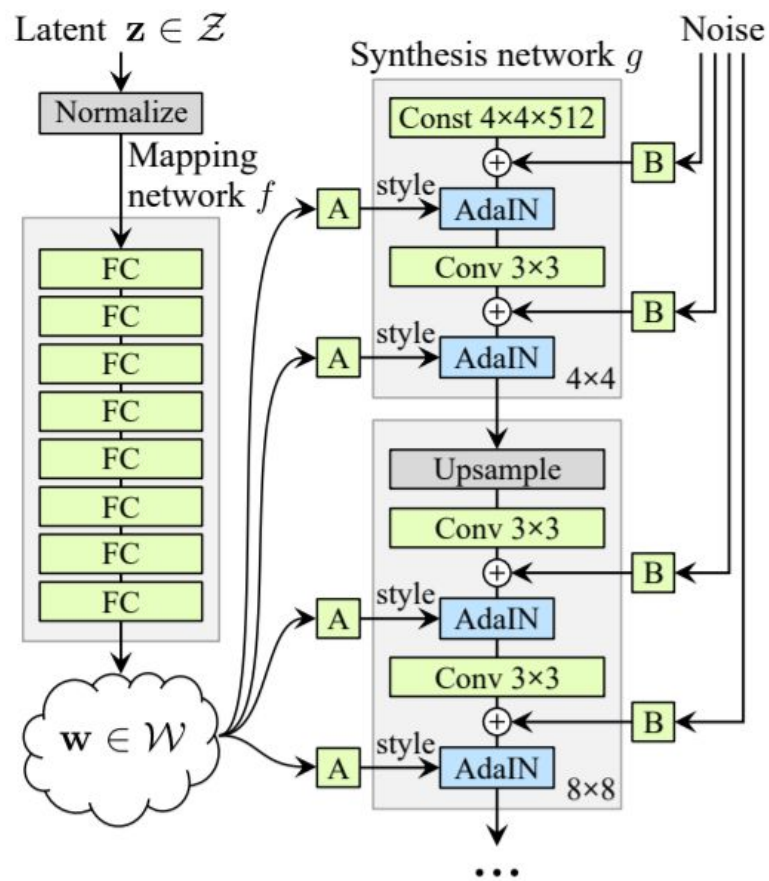 Latent z ∈ 𝒵
Normalize
Mapping
network f
FC
FC
FC
FC
FC
FC
FC
FC
w ∈ 𝒲
Synthesis network g
Noise
Const 4×4×512
+
B
A
style
AdaIN
Conv 3×3
+
B
A
style
AdaIN
4×4
Upsample
Conv 3×3
+
B
A
style
AdaIN
Conv 3×3
+
B
A
style
AdaIN
8×8
...